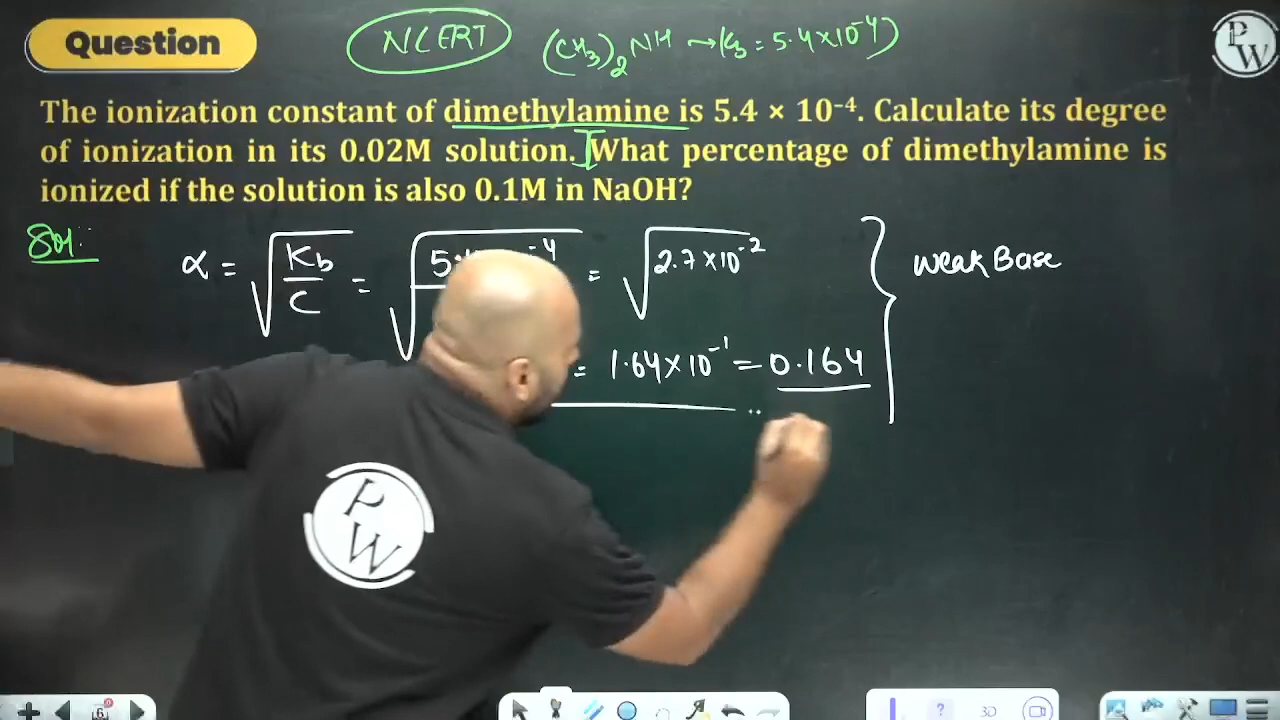 Question
NCERT
(CH₃)₂NH → Kb = 5.4×10⁻⁴)
PW
The ionization constant of dimethylamine is 5.4 × 10⁻⁴. Calculate its degree
of ionization in its 0.02M solution. What percentage of dimethylamine is
ionized if the solution is also 0.1M in NaOH?
Sol:
α = √(Kb/C) = √ 5. ⁻⁴ = √2.7×10⁻²
weak Base
= 1.64×10⁻¹ = 0.164
PW